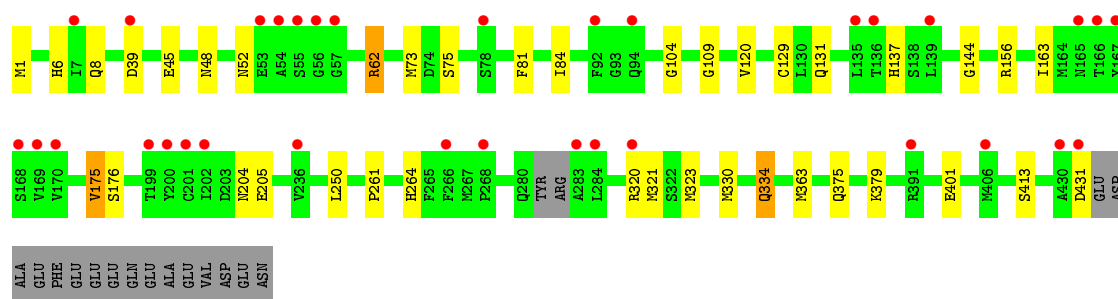 M1 H6 I7 Q8 D39 E45 N48 N52 E53 A54 S55 G56 G57 R62 M73 D74 S75 S78 F81 I84 F92 G93 Q94 G104 G109 V120 C129 L130 Q131 L135 T136 H137 S138 L139 G144 R156 I163 M164 N165 T166 Y167
S168 V169 V170 V175 S176 T199 Y200 C201 I202 D203 N204 E205 V236 L250 P261 H264 F265 F266 M267 P268 Q280 TYR ARG A283 L284 R320 M321 S322 M323 M330 Q334 M363 Q375 K379 R391 E401 M406 S413 A430 D431 GLU ASP
ALA GLU PHE GLU GLU GLU GLN GLU ALA GLU VAL ASP GLU ASN